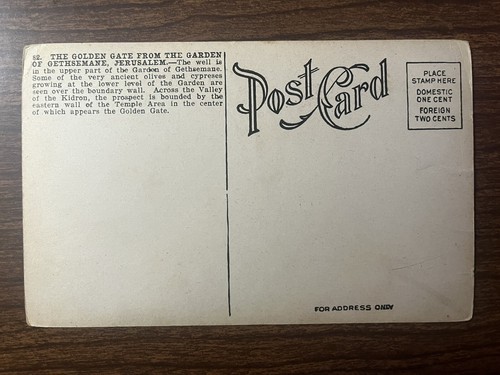 82. THE GOLDEN GATE FROM THE GARDEN
OF GETHSEMANE, JERUSALEM.—The well is
in the upper part of the Garden of Gethsemane.
Some of the very ancient olives and cypreses
growing at the lower level of the Garden are
seen over the boundary wall. Across the Valley
of the Kidron, the prospect is bounded by the
eastern wall of the Temple Area in the center
of which appears the Golden Gate.
Post Card
PLACE
STAMP HERE
DOMESTIC
ONE CENT
FOREIGN
TWO CENTS
FOR ADDRESS ONLY